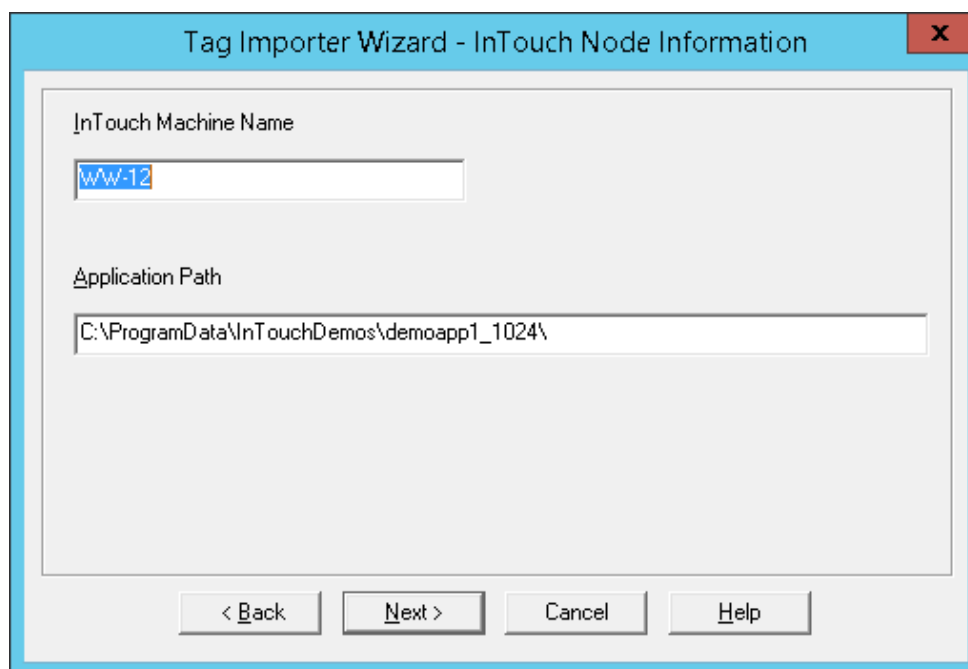 Tag Importer Wizard - InTouch Node Information
x
InTouch Machine Name
WW-12
Application Path
C:\ProgramData\InTouchDemos\demoapp1_1024\
< Back
Next >
Cancel
Help